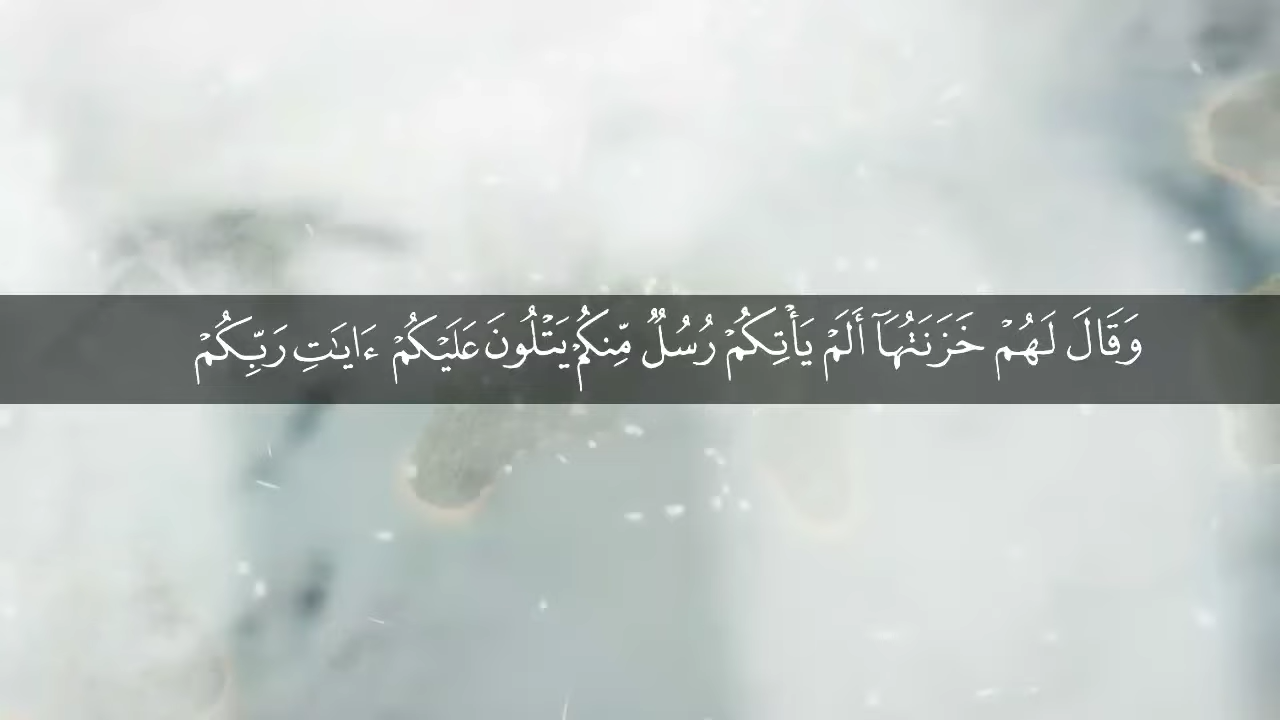 وَقَالَ لَهُمۡ خَزَنَتُهَآ أَلَمۡ يَأۡتِكُمۡ رُسُلٌ مِّنكُمۡ يَتۡلُونَ عَلَيۡكُمۡ ءَايَٰتِ رَبِّكُمۡ